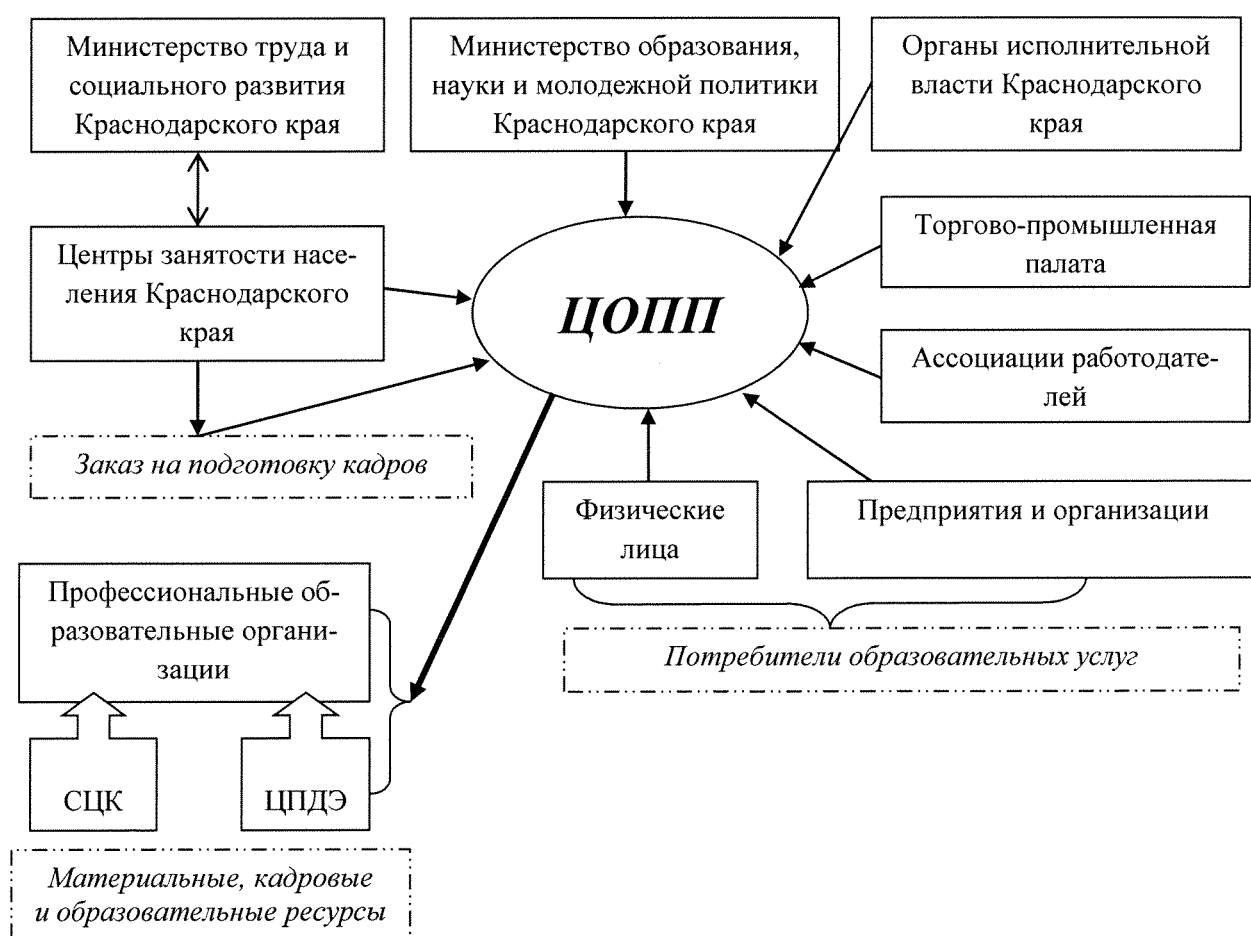 Министерство труда и
социального развития
Краснодарского края
Министерство образования,
науки и молодежной политики
Краснодарского края
Органы исполнительной
власти Краснодарского
края
Центры занятости насе-
ления Краснодарского
края
ЦОПП
Торгово-промышленная
палата
Ассоциации работодате-
лей
Заказ на подготовку кадров
Физические
лица
Предприятия и организации
Профессиональные об-
разовательные органи-
зации
Потребители образовательных услуг
СЦК
ЦПДЭ
Материальные, кадровые
и образовательные ресурсы